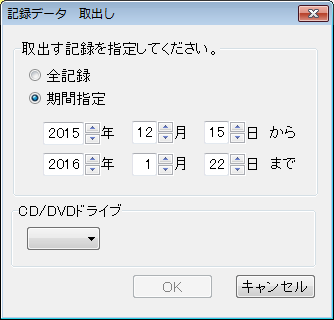 記録データ 取出し
取出す記録を指定してください。
全記録
期間指定
2015 年 12 月 15 日 から
2016 年 1 月 22 日 まで
CD/DVDドライブ
OK キャンセル